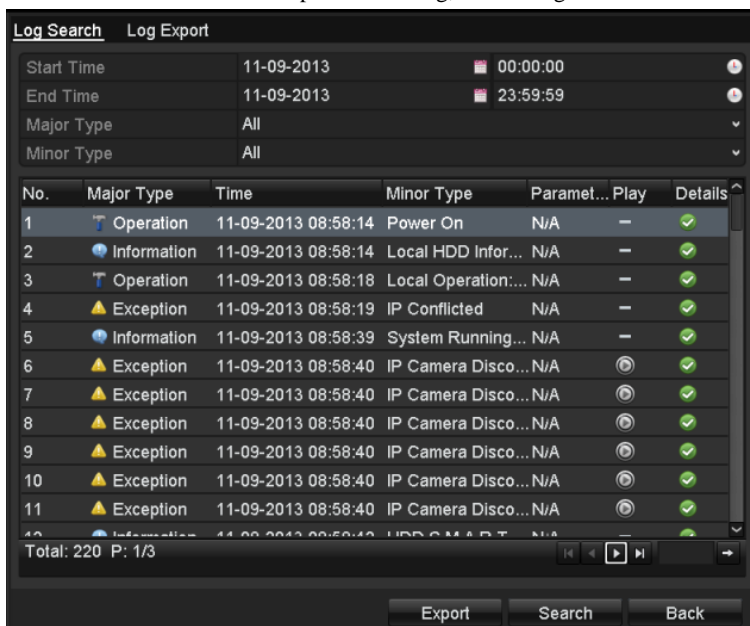 Log Search Log Export
Start Time 11-09-2013 00:00:00
End Time 11-09-2013 23:59:59
Major Type All
Minor Type All
No. Major Type Time Minor Type Paramet... Play Details
1 Operation 11-09-2013 08:58:14 Power On N/A –
2 Information 11-09-2013 08:58:14 Local HDD Infor... N/A –
3 Operation 11-09-2013 08:58:18 Local Operation:... N/A –
4 Exception 11-09-2013 08:58:19 IP Conflicted N/A –
5 Information 11-09-2013 08:58:39 System Running... N/A –
6 Exception 11-09-2013 08:58:40 IP Camera Disco... N/A
7 Exception 11-09-2013 08:58:40 IP Camera Disco... N/A
8 Exception 11-09-2013 08:58:40 IP Camera Disco... N/A
9 Exception 11-09-2013 08:58:40 IP Camera Disco... N/A
10 Exception 11-09-2013 08:58:40 IP Camera Disco... N/A
11 Exception 11-09-2013 08:58:40 IP Camera Disco... N/A
Total: 220 P: 1/3
Export Search Back